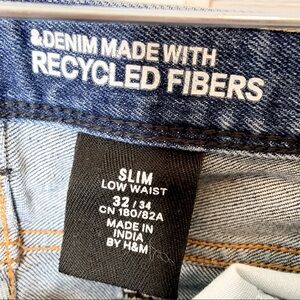 &DENIM MADE WITH
RECYCLED FIBERS
SLIM
LOW WAIST
32 / 34
CN 180/82A
MADE IN
INDIA
BY H&M